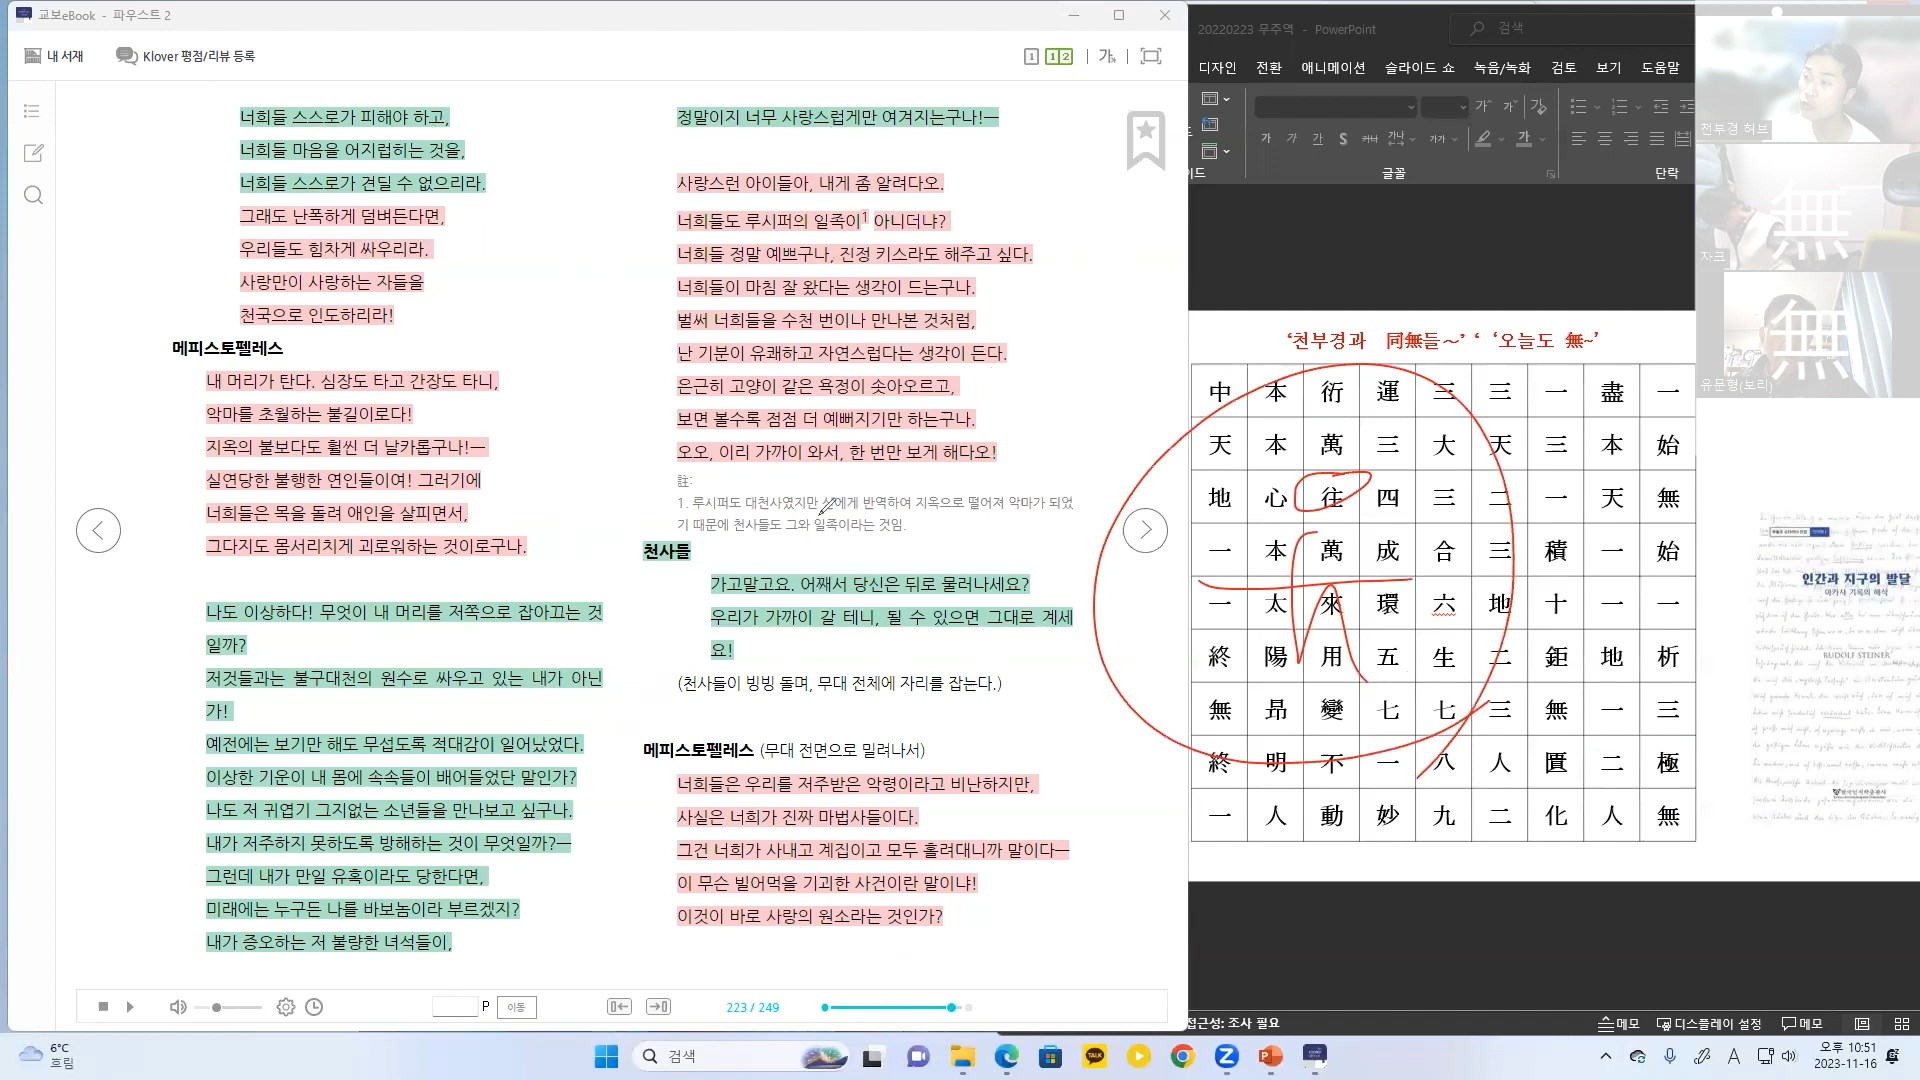 교보eBook - 파우스트 2
내 서재
Klover 평점/리뷰 등록
너희들 스스로가 피해야 하고,
너희들 마음을 어지럽히는 것을,
너희들 스스로가 견딜 수 없으리라.
그래도 난폭하게 덤벼든다면,
우리들도 힘차게 싸우리라.
사랑만이 사랑하는 자들을
천국으로 인도하리라!
메피스토펠레스
내 머리가 탄다. 심장도 타고 간장도 타니,
악마를 초월하는 불길이로다!
지옥의 불보다도 훨씬 더 날카롭구나!—
실연당한 불행한 연인들이여! 그러기에
너희들은 목을 돌려 애인을 살피면서,
그다지도 몸서리치게 괴로워하는 것이로구나.
나도 이상하다! 무엇이 내 머리를 저쪽으로 잡아끄는 것
일까?
저것들과는 불구대천의 원수로 싸우고 있는 내가 아닌
가!
예전에는 보기만 해도 무섭도록 적대감이 일어났었다.
이상한 기운이 내 몸에 속속들이 배어들었단 말인가?
나도 저 귀엽기 그지없는 소년들을 만나보고 싶구나.
내가 저주하지 못하도록 방해하는 것이 무엇일까?—
그런데 내가 만일 유혹이라도 당한다면,
미래에는 누구든 나를 바보놈이라 부르겠지?
내가 증오하는 저 불량한 녀석들이,
정말이지 너무 사랑스럽게만 여겨지는구나!—
사랑스런 아이들아, 내게 좀 알려다오.
너희들도 루시퍼의 일족이1 아니더냐?
너희들 정말 예쁘구나, 진정 키스라도 해주고 싶다.
너희들이 마침 잘 왔다는 생각이 드는구나.
벌써 너희들을 수천 번이나 만나본 것처럼,
난 기분이 유쾌하고 자연스럽다는 생각이 든다.
은근히 고양이 같은 욕정이 솟아오르고,
보면 볼수록 점점 더 예뻐지기만 하는구나.
오오, 이리 가까이 와서, 한 번만 보게 해다오!
註:
1. 루시퍼도 대천사였지만 신에게 반역하여 지옥으로 떨어져 악마가 되었
기 때문에 천사들도 그와 일족이라는 것임.
천사들
가고말고요. 어째서 당신은 뒤로 물러나세요?
우리가 가까이 갈 테니, 될 수 있으면 그대로 계세
요!
(천사들이 빙빙 돌며, 무대 전체에 자리를 잡는다.)
메피스토펠레스 (무대 전면으로 밀려나서)
너희들은 우리를 저주받은 악령이라고 비난하지만,
사실은 너희가 진짜 마법사들이다.
그건 너희가 사내고 계집이고 모두 홀려대니까 말이다—
이 무슨 빌어먹을 기괴한 사건이란 말이냐!
이것이 바로 사랑의 원소라는 것인가?
P 이동
223 / 249
20220223 무주역 - PowerPoint
검색
디자인 전환 애니메이션 슬라이드 쇼 녹음/녹화 검토 보기 도움말
글꼴 단락
‘천부경과 同無들~’ ‘ ‘오늘도 無~’
中 本 衍 運 三 三 一 盡 一
天 本 萬 三 大 天 三 本 始
地 心 往 四 三 二 一 天 無
一 本 萬 成 合 三 積 一 始
一 太 來 環 六 地 十 一 一
終 陽 用 五 生 二 鉅 地 析
無 昻 變 七 七 三 無 一 三
終 明 不 一 八 人 匱 二 極
一 人 動 妙 九 二 化 人 無
천부경 허브
無
자크
無
유문형(보리)
인간과 지구의 발달
아카샤 기록의 해석
RUDOLF STEINER
접근성: 조사 필요
메모 디스플레이 설정 메모
6°C
흐림
검색
TALK
오후 10:51
2023-11-16